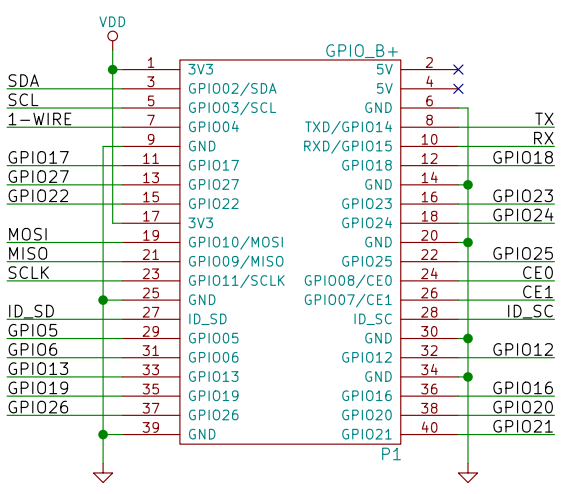 VDD
GPIO_B+
1 3V3 5V 2
SDA 3 GPIO02/SDA 5V 4
SCL 5 GPIO03/SCL GND 6
1-WIRE 7 GPIO04 TXD/GPIO14 8 TX
9 GND RXD/GPIO15 10 RX
GPIO17 11 GPIO17 GPIO18 12 GPIO18
GPIO27 13 GPIO27 GND 14
GPIO22 15 GPIO22 GPIO23 16 GPIO23
17 3V3 GPIO24 18 GPIO24
MOSI 19 GPIO10/MOSI GND 20
MISO 21 GPIO09/MISO GPIO25 22 GPIO25
SCLK 23 GPIO11/SCLK GPIO08/CE0 24 CE0
25 GND GPIO07/CE1 26 CE1
ID_SD 27 ID_SD ID_SC 28 ID_SC
GPIO5 29 GPIO05 GND 30
GPIO6 31 GPIO06 GPIO12 32 GPIO12
GPIO13 33 GPIO13 GND 34
GPIO19 35 GPIO19 GPIO16 36 GPIO16
GPIO26 37 GPIO26 GPIO20 38 GPIO20
39 GND GPIO21 40 GPIO21
P1